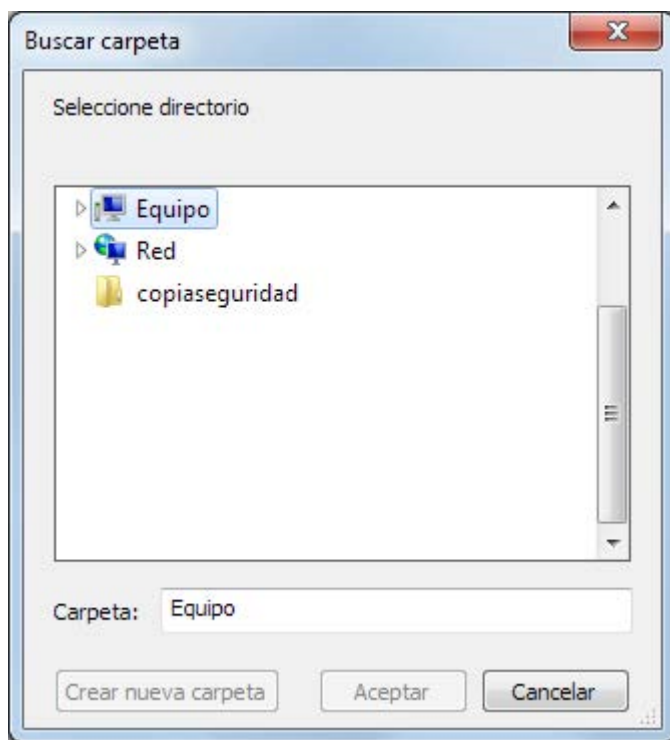 Buscar carpeta
Seleccione directorio
Equipo
Red
copiaseguridad
Carpeta: Equipo
Crear nueva carpeta Aceptar Cancelar